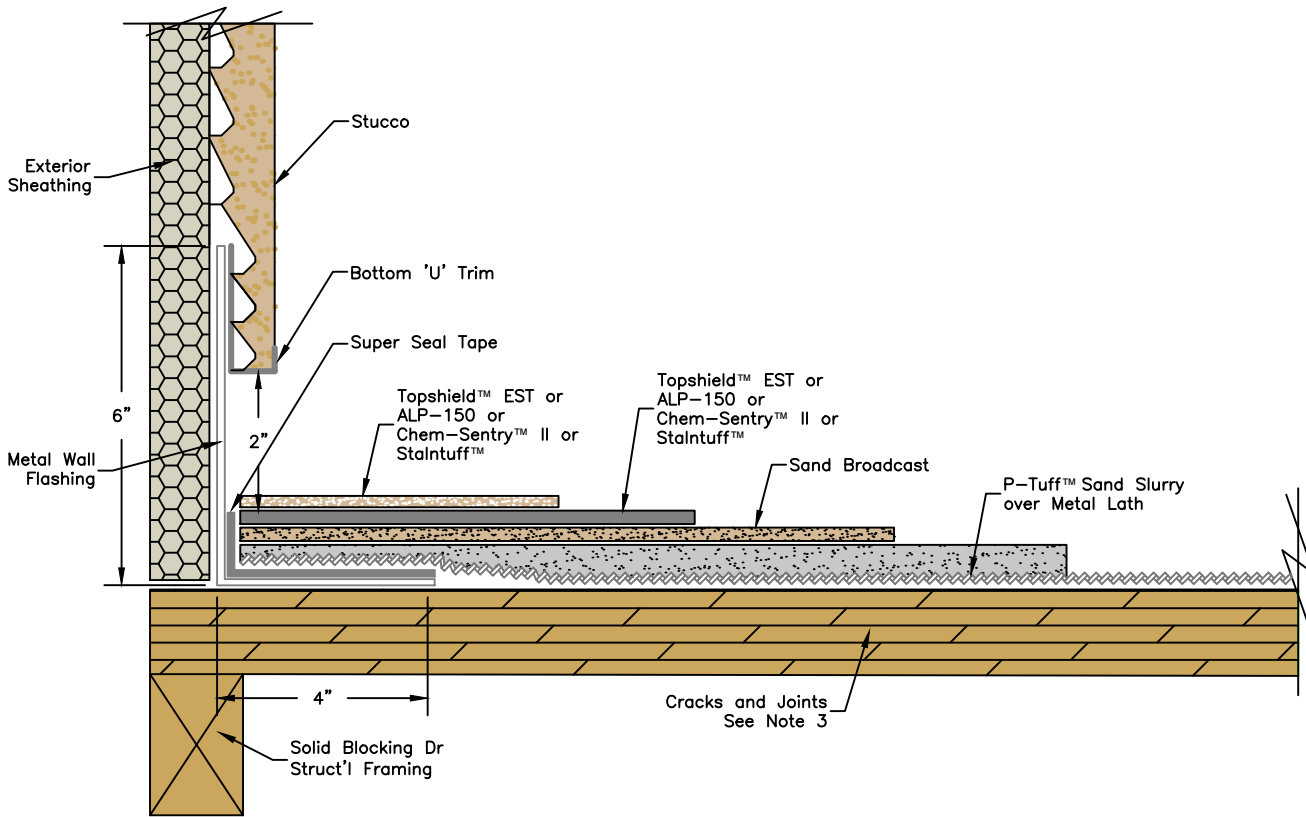 Stucco
Exterior
Sheathing
Bottom 'U' Trim
Super Seal Tape
Topshield™ EST or
ALP-150 or
Chem-Sentry™ II or
Stalntuff™
Topshield™ EST or
ALP-150 or
Chem-Sentry™ II or
Stalntuff™
6"
2"
Metal Wall
Flashing
Sand Broadcast
P-Tuff™ Sand Slurry
over Metal Lath
4"
Cracks and Joints
See Note 3
Solid Blocking Dr
Struct'l Framing